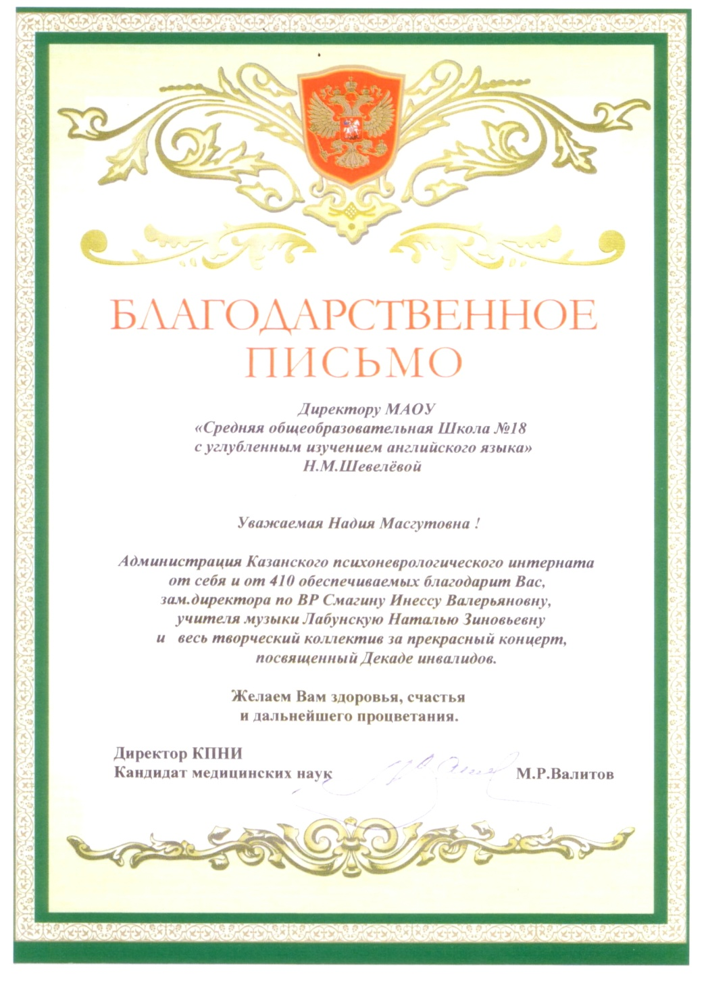 БЛАГОДАРСТВЕННОЕ
ПИСЬМО
Директору МАОУ
«Средняя общеобразовательная Школа №18
с углубленным изучением английского языка»
Н.М.Шевелёвой
Уважаемая Надия Масгутовна !
Администрация Казанского психоневрологического интерната
от себя и от 410 обеспечиваемых благодарит Вас,
зам.директора по ВР Смагину Инессу Валерьяновну,
учителя музыки Лабунскую Наталью Зиновьевну
и весь творческий коллектив за прекрасный концерт,
посвященный Декаде инвалидов.
Желаем Вам здоровья, счастья
и дальнейшего процветания.
Директор КПНИ
Кандидат медицинских наук М.Р.Валитов